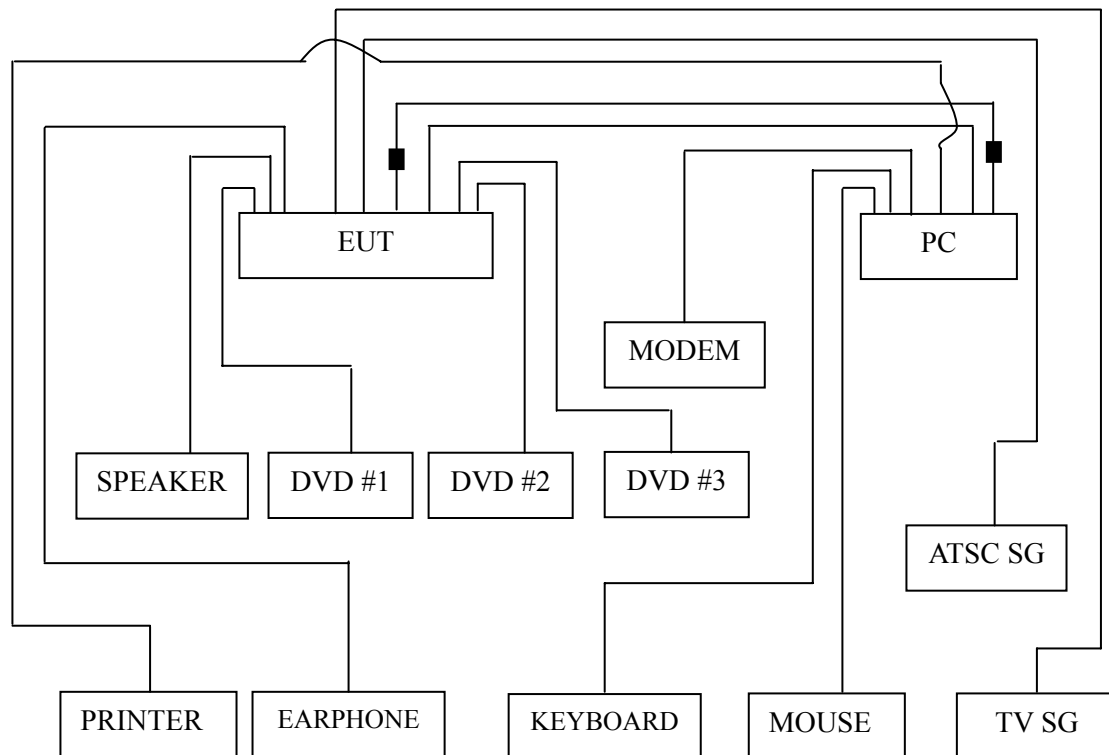 EUT
PC
MODEM
SPEAKER
DVD #1
DVD #2
DVD #3
ATSC SG
PRINTER
EARPHONE
KEYBOARD
MOUSE
TV SG